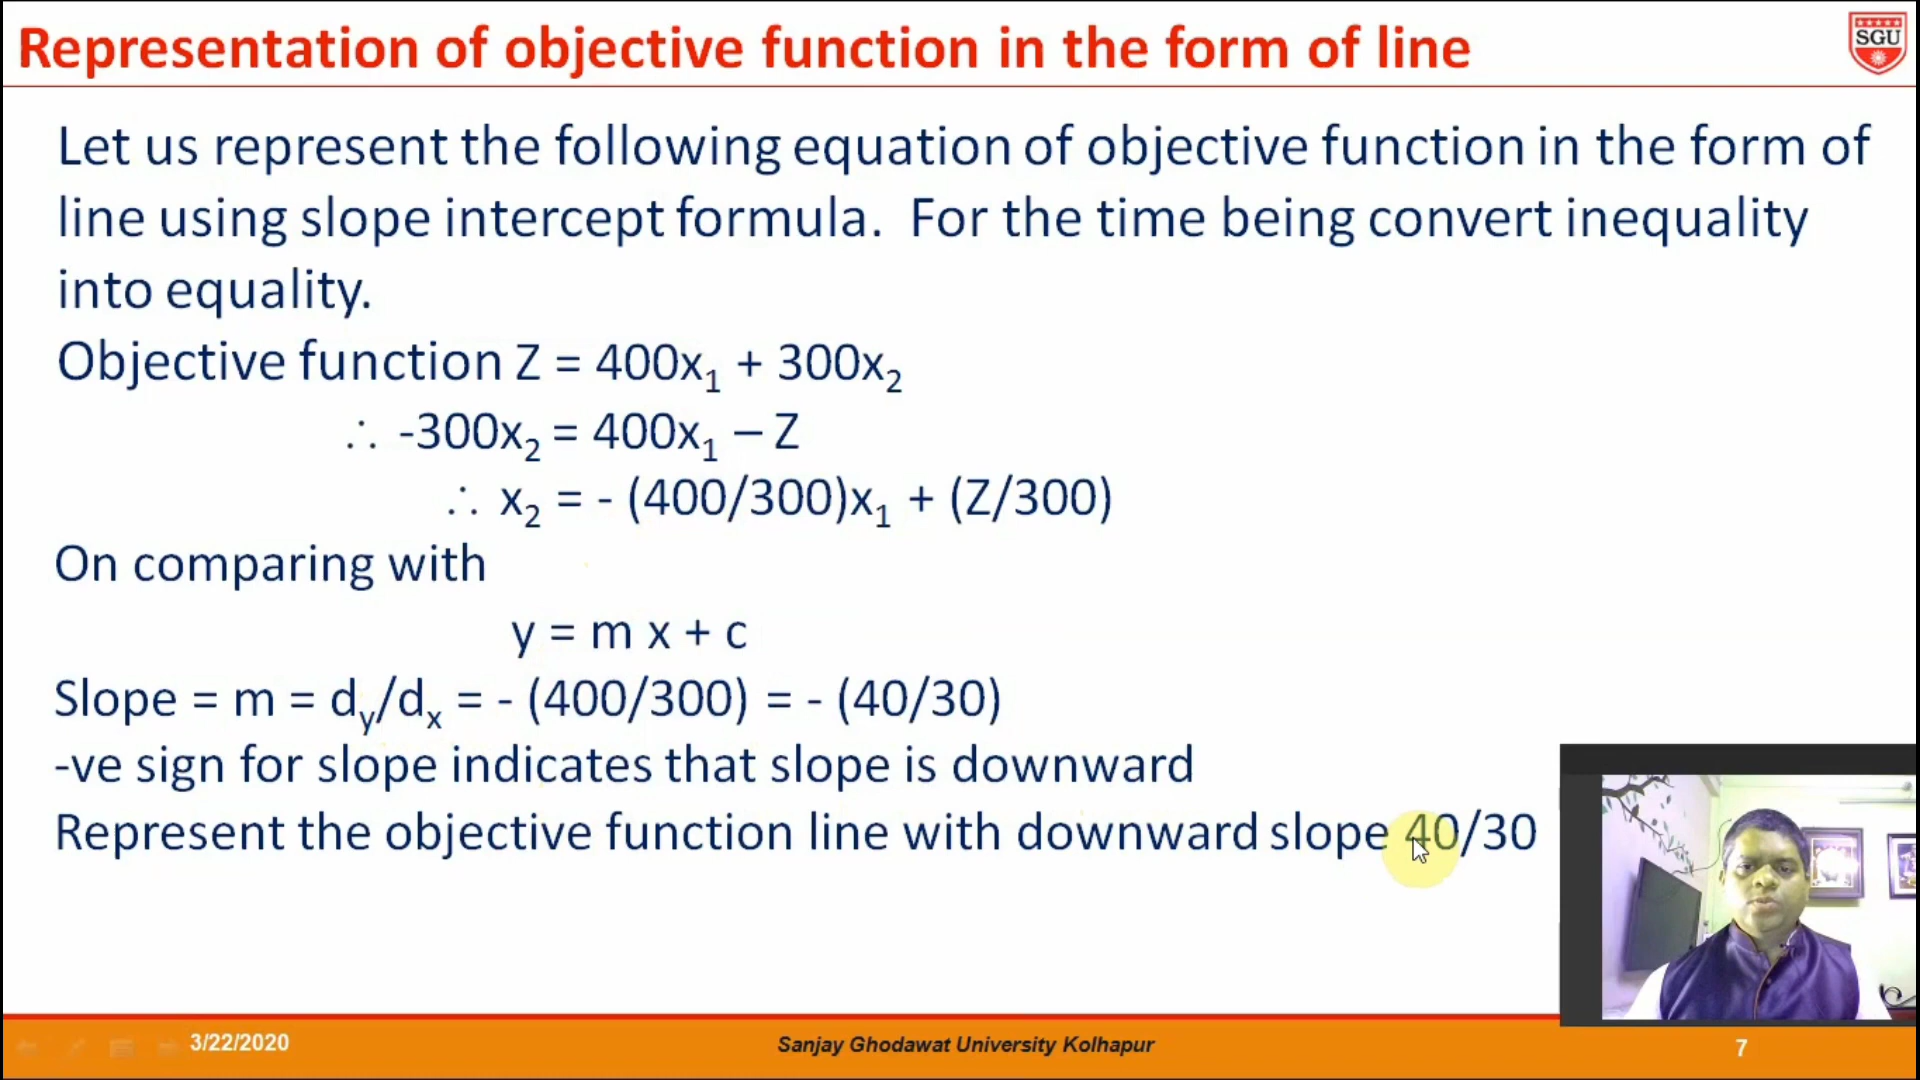 Representation of objective function in the form of line
SGU
Let us represent the following equation of objective function in the form of
line using slope intercept formula. For the time being convert inequality
into equality.
Objective function Z = 400x₁ + 300x₂
∴ -300x₂ = 400x₁ – Z
∴ x₂ = - (400/300)x₁ + (Z/300)
On comparing with
y = m x + c
Slope = m = dy/dx = - (400/300) = - (40/30)
-ve sign for slope indicates that slope is downward
Represent the objective function line with downward slope 40/30
3/22/2020
Sanjay Ghodawat University Kolhapur
7